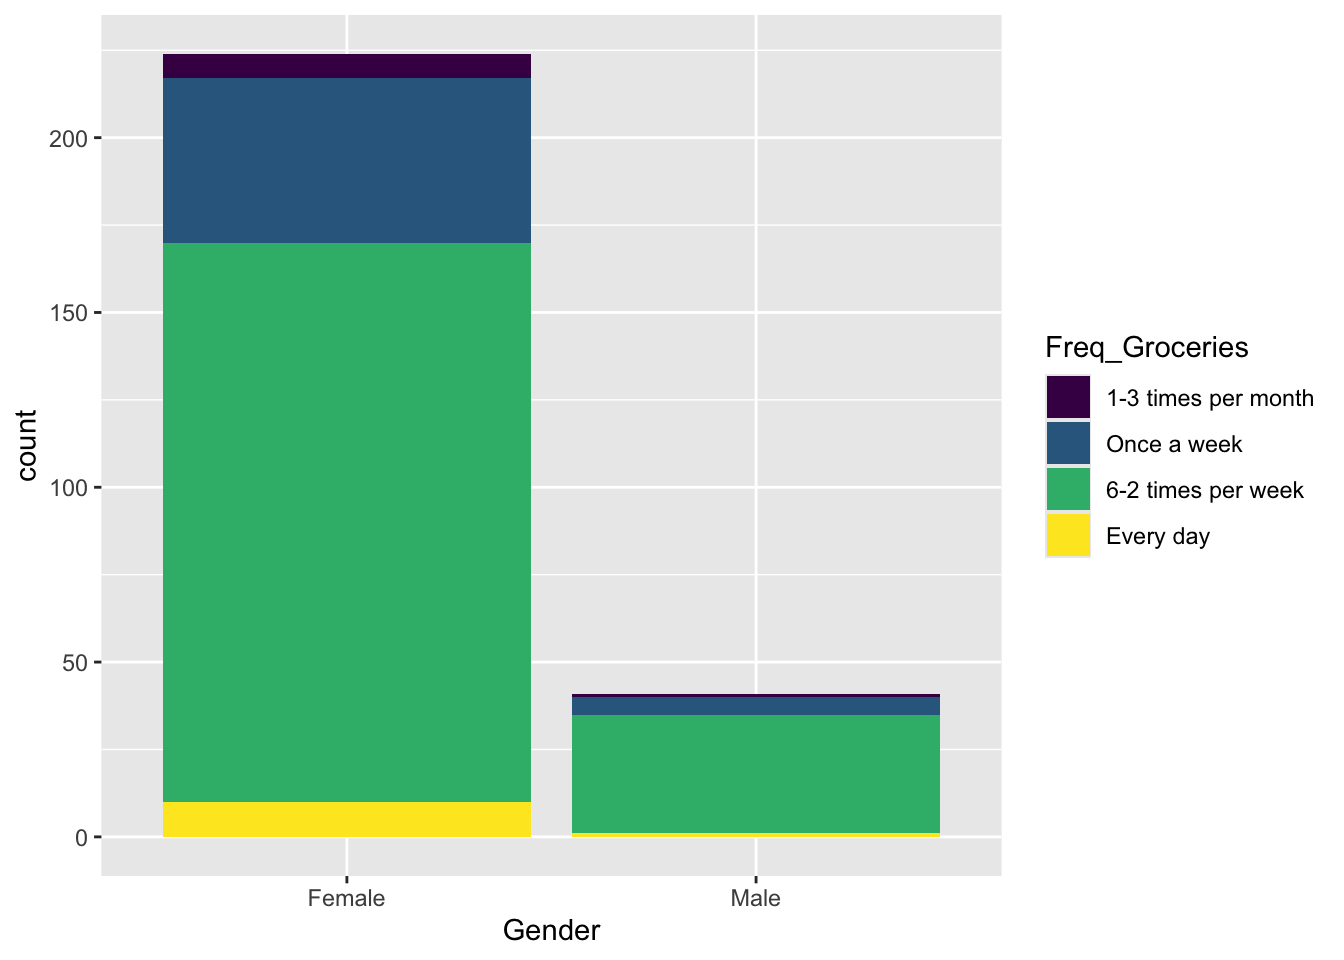 200
150
100
50
0
count
Female
Male
Gender
Freq_Groceries
1-3 times per month
Once a week
6-2 times per week
Every day